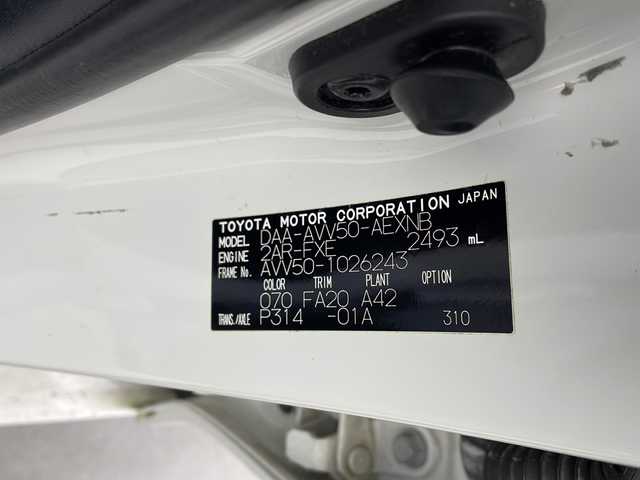 TOYOTA MOTOR CORPORATION JAPAN
MODEL DAA-AVV50-AEXNB
ENGINE 2AR-FXE 2493 mL
FRAME No. AVV50-1026243
COLOR TRIM PLANT OPTION
070 FA20 A42
TRANS./AXLE P314 -01A 310